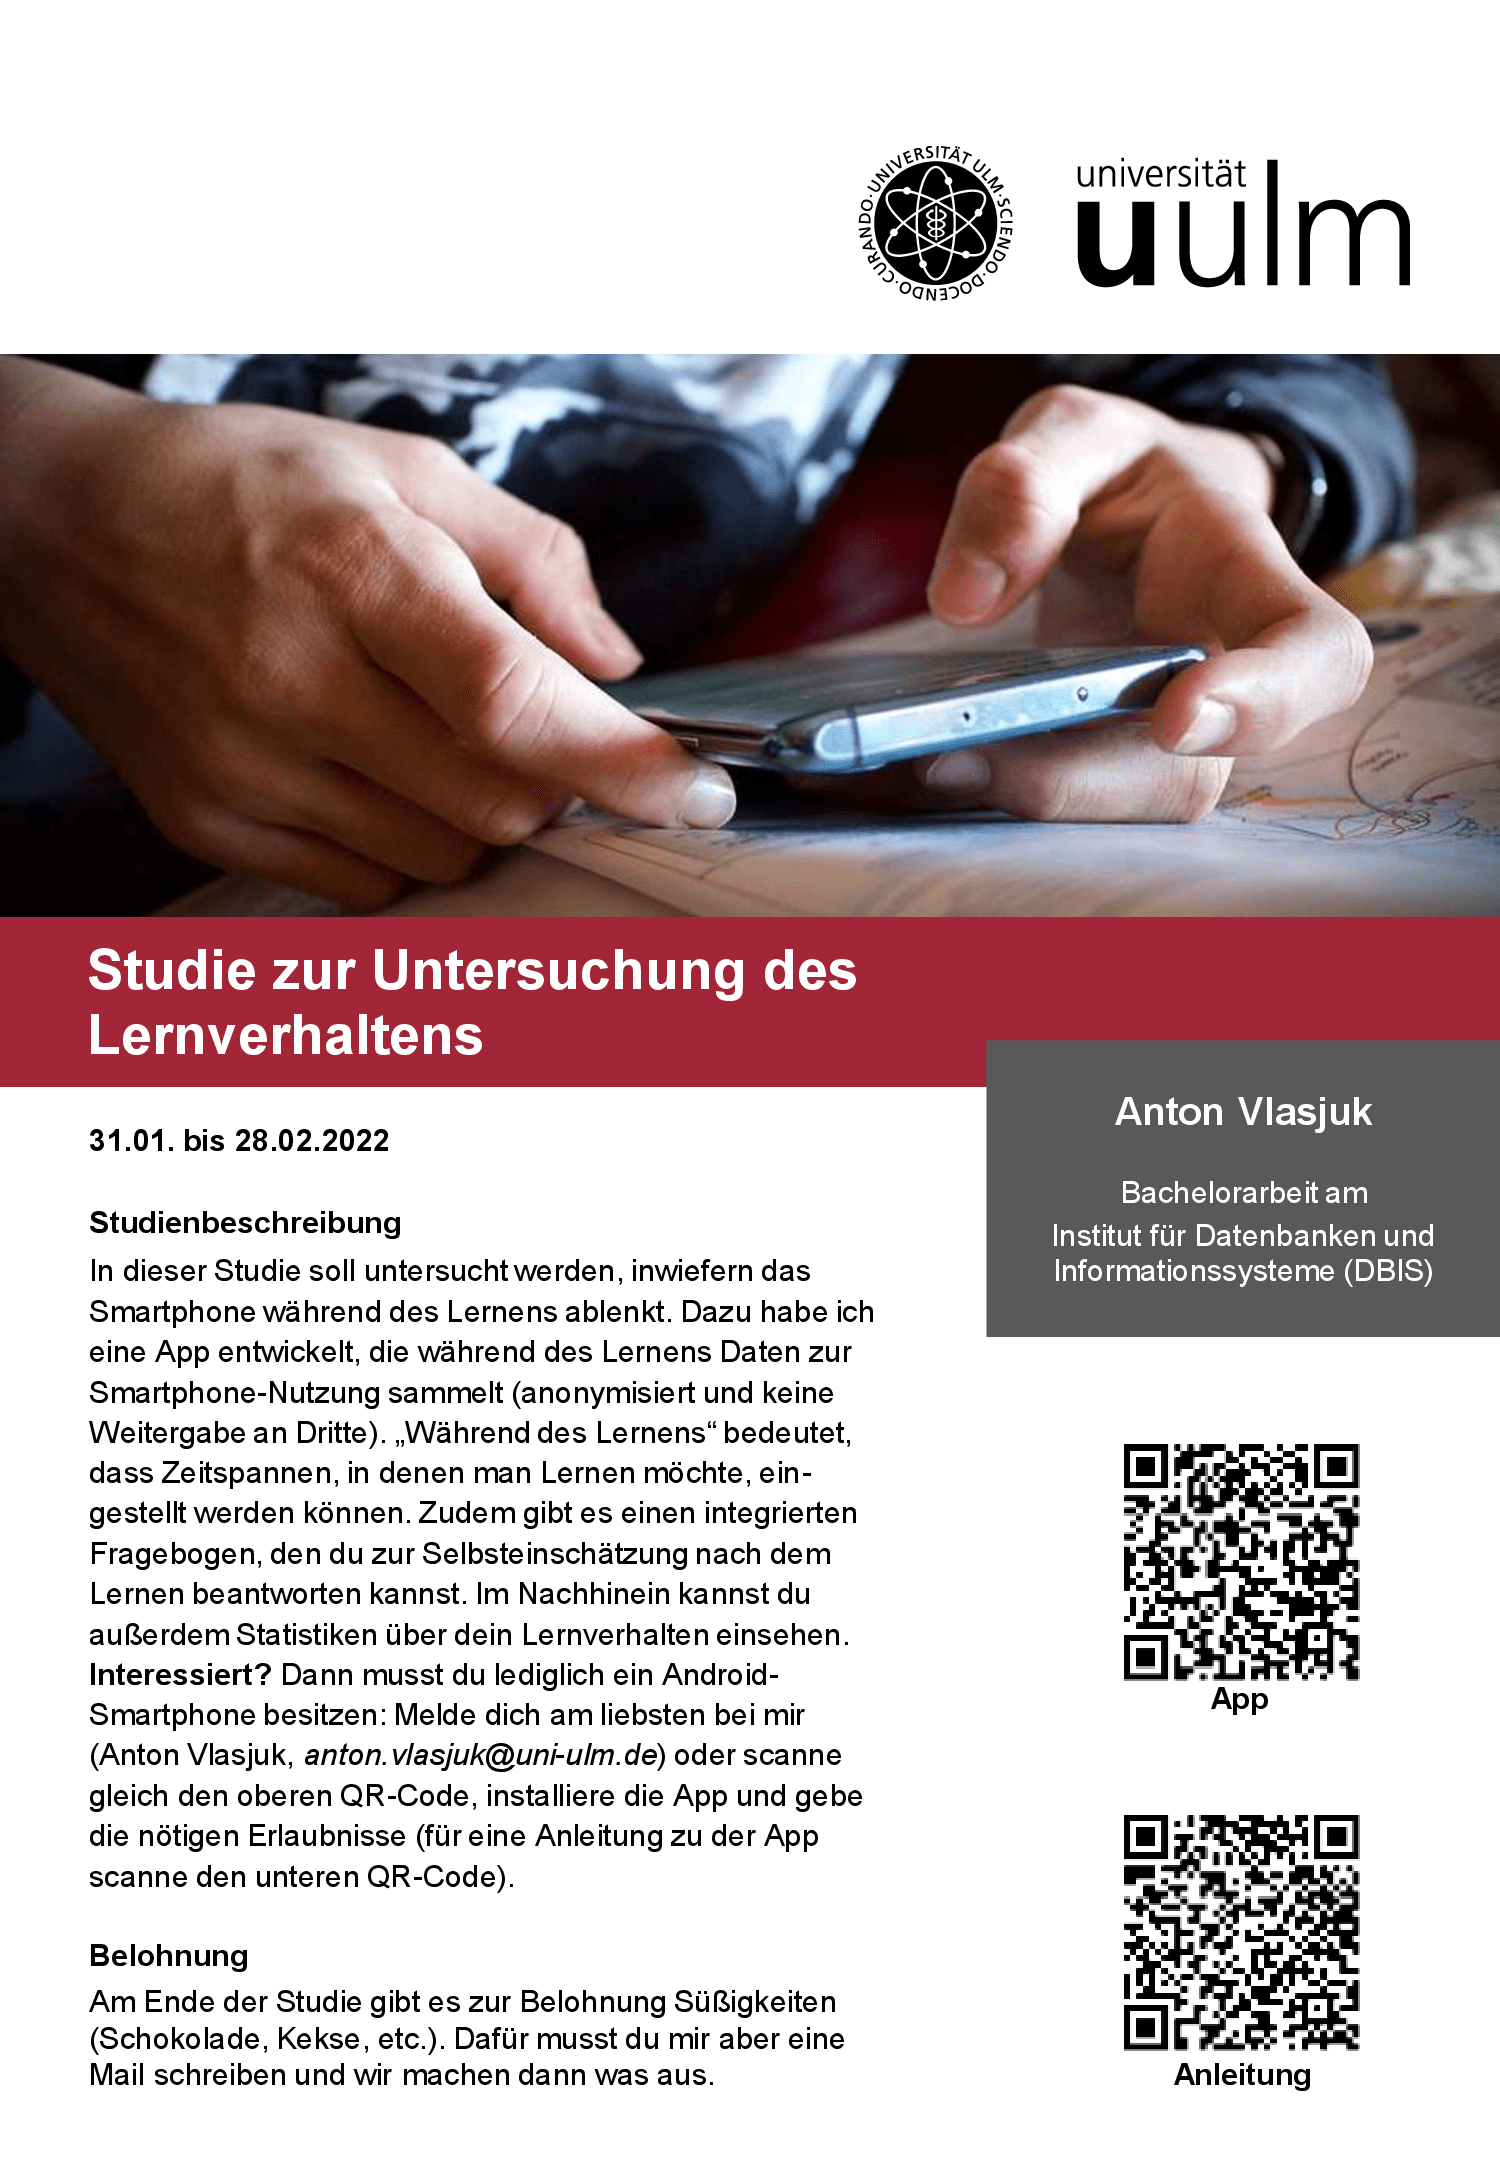 CURANDO·UNIVERSITÄT ULM·SCIENDO·DOCENDO·
universität
uulm
Studie zur Untersuchung des
Lernverhaltens
Anton Vlasjuk
Bachelorarbeit am
Institut für Datenbanken und
Informationssysteme (DBIS)
31.01. bis 28.02.2022
Studienbeschreibung
In dieser Studie soll untersucht werden, inwiefern das
Smartphone während des Lernens ablenkt. Dazu habe ich
eine App entwickelt, die während des Lernens Daten zur
Smartphone-Nutzung sammelt (anonymisiert und keine
Weitergabe an Dritte). „Während des Lernens“ bedeutet,
dass Zeitspannen, in denen man Lernen möchte, ein-
gestellt werden können. Zudem gibt es einen integrierten
Fragebogen, den du zur Selbsteinschätzung nach dem
Lernen beantworten kannst. Im Nachhinein kannst du
außerdem Statistiken über dein Lernverhalten einsehen.
Interessiert? Dann musst du lediglich ein Android-
Smartphone besitzen: Melde dich am liebsten bei mir
(Anton Vlasjuk, anton.vlasjuk@uni-ulm.de) oder scanne
gleich den oberen QR-Code, installiere die App und gebe
die nötigen Erlaubnisse (für eine Anleitung zu der App
scanne den unteren QR-Code).
Belohnung
Am Ende der Studie gibt es zur Belohnung Süßigkeiten
(Schokolade, Kekse, etc.). Dafür musst du mir aber eine
Mail schreiben und wir machen dann was aus.
App
Anleitung